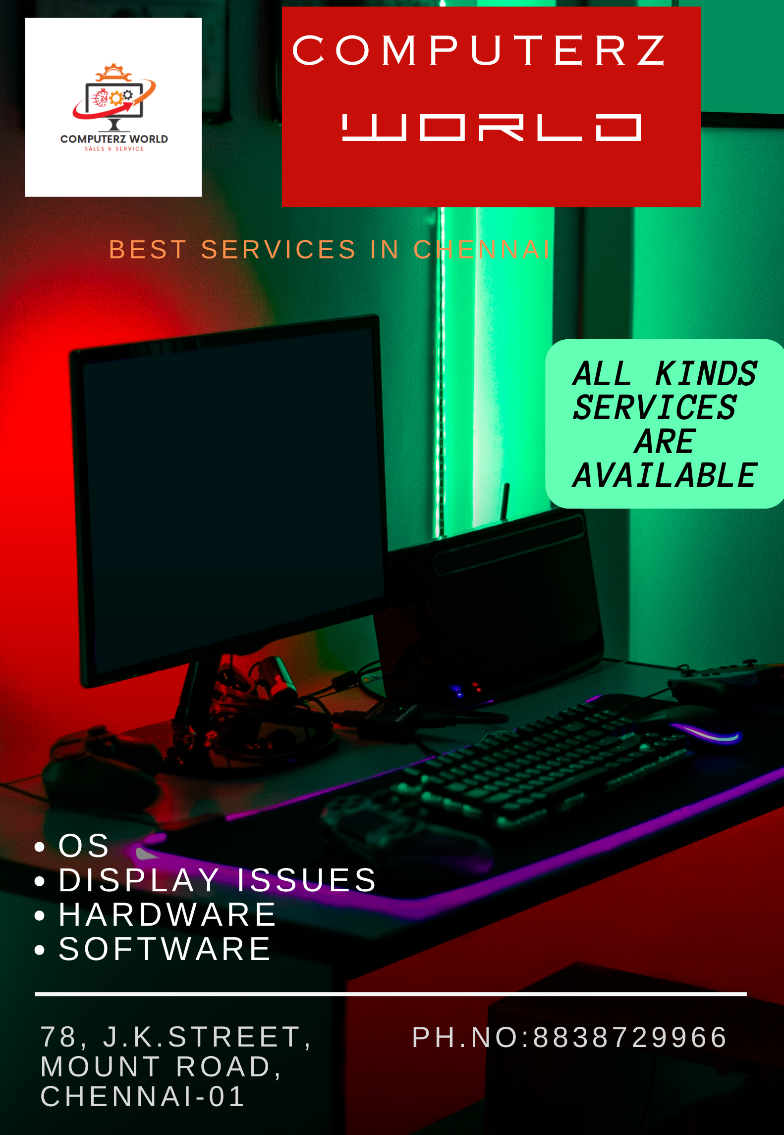 COMPUTERZ WORLD
SALES & SERVICE
COMPUTERZ
WORLD
BEST SERVICES IN CHENNAI
ALL KINDS
SERVICES
ARE
AVAILABLE
• OS
• DISPLAY ISSUES
• HARDWARE
• SOFTWARE
78, J.K.STREET,
MOUNT ROAD,
CHENNAI-01
PH.NO:8838729966